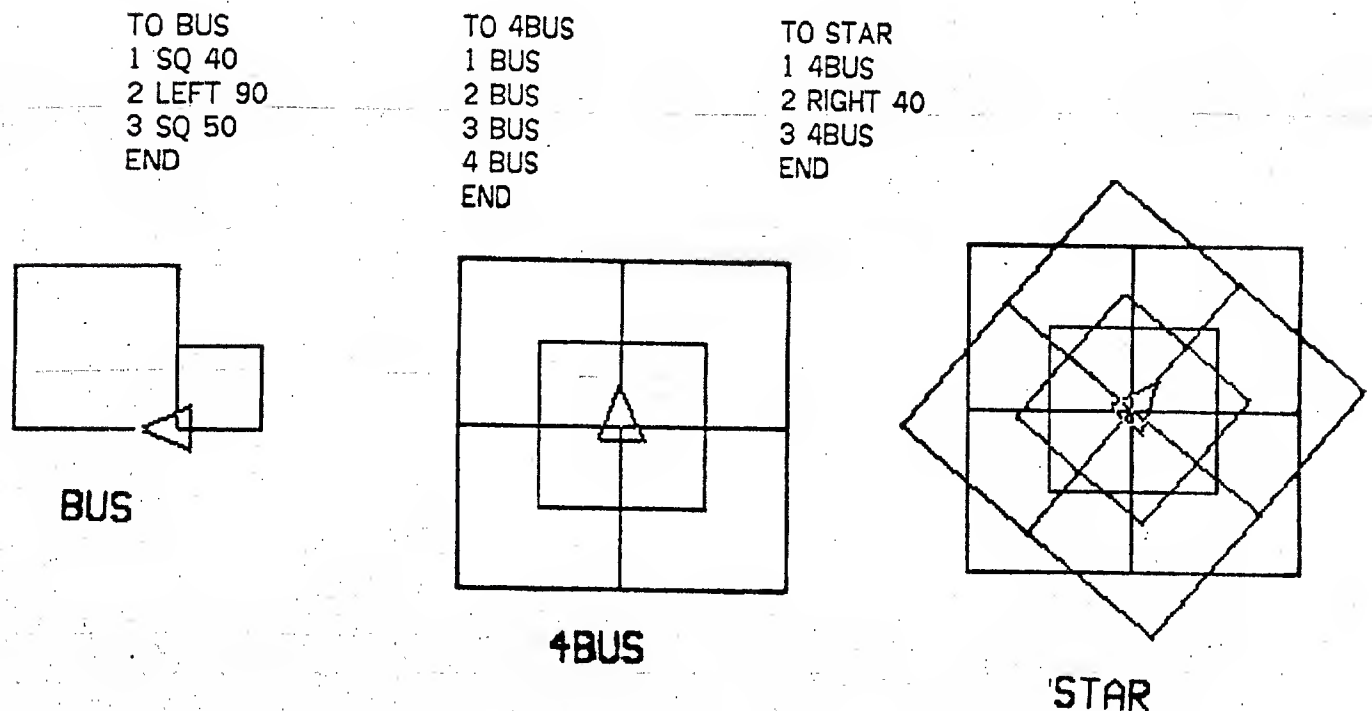 TO BUS
1 SQ 40
2 LEFT 90
3 SQ 50
END
TO 4BUS
1 BUS
2 BUS
3 BUS
4 BUS
END
TO STAR
1 4BUS
2 RIGHT 40
3 4BUS
END
BUS
4BUS
STAR